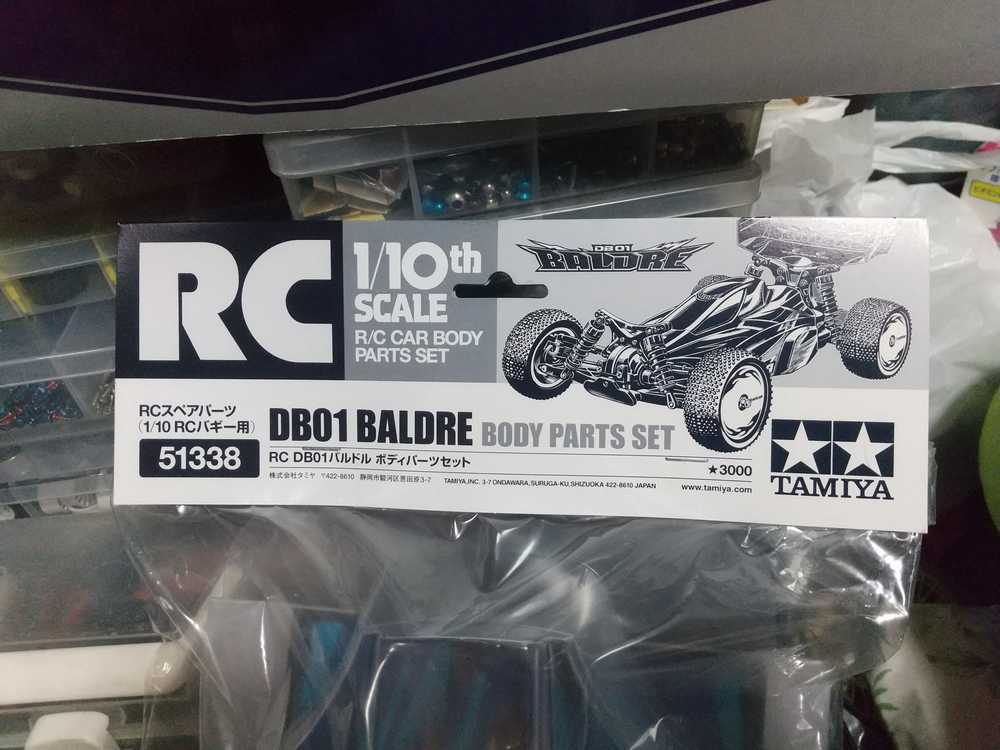 RC
1/10th
SCALE
R/C CAR BODY
PARTS SET
DB01
BALDRE
RCスペアパーツ
(1/10 RCバギー用)
51338
DB01 BALDRE BODY PARTS SET
RC DB01バルドル ボディパーツセット
★3000
株式会社タミヤ 〒422-8610 静岡市駿河区恩田原3-7 TAMIYA,INC. 3-7 ONDAWARA,SURUGA-KU,SHIZUOKA 422-8610 JAPAN
www.tamiya.com
TAMIYA